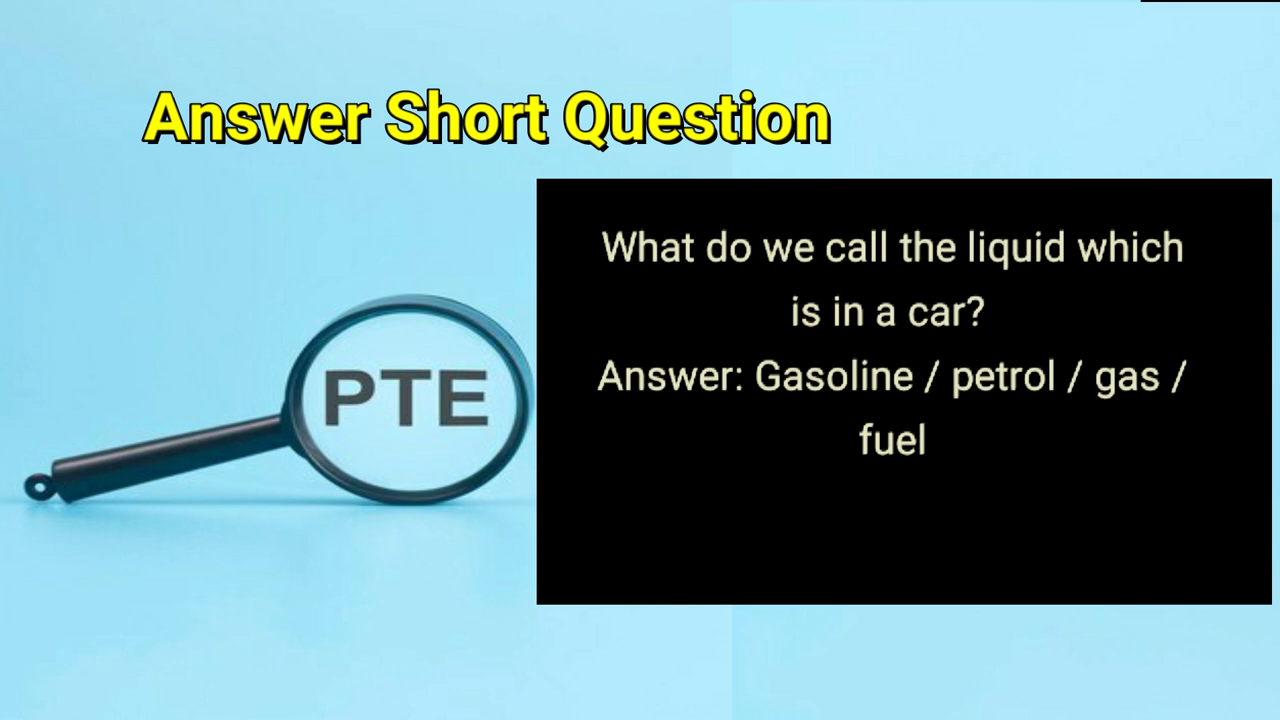 Answer Short Question
PTE
What do we call the liquid which
is in a car?
Answer: Gasoline / petrol / gas /
fuel